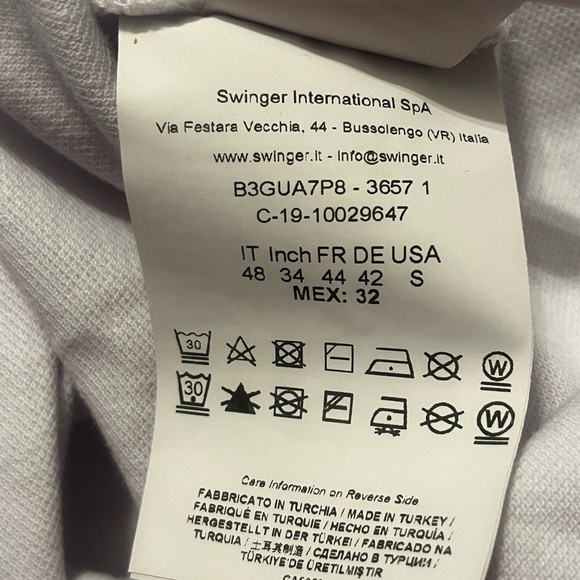 Swinger International SpA
Via Festara Vecchia, 44 - Bussolengo (VR) Italia
www.swinger.it - info@swinger.it
B3GUA7P8 - 3657 1
C-19-10029647
IT Inch FR DE USA
48 34 44 42 S
MEX: 32
30 W
30 W
Care Information on Reverse Side
FABBRICATO IN TURCHIA / MADE IN TURKEY /
FABRIQUÉ EN TURQUIE / HECHO EN TURQUÍA /
HERGESTELLT IN DER TÜRKEI / FABRICADO NA
TURQUIA / 土耳其制造 / СДЕЛАНО В ТУРЦИИ /
TÜRKİYE'DE ÜRETİLMİŞTİR